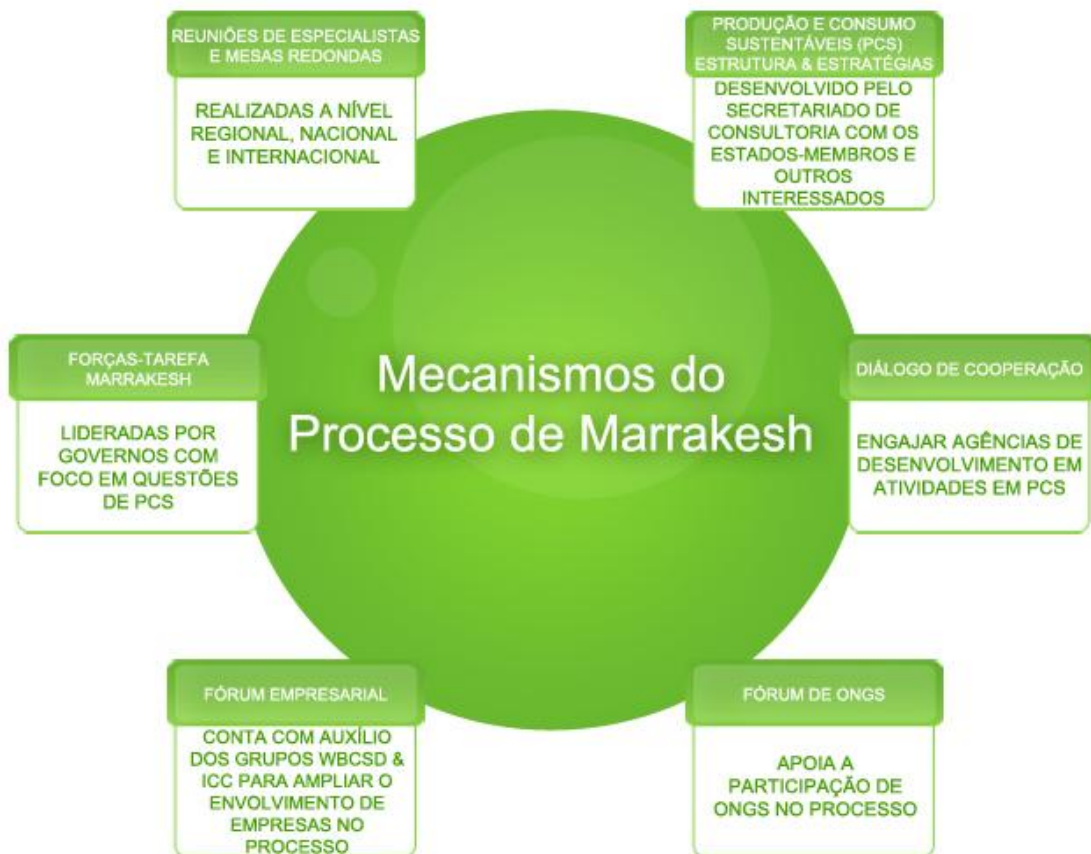 REUNIÕES DE ESPECIALISTAS
E MESAS REDONDAS
REALIZADAS A NÍVEL
REGIONAL, NACIONAL
E INTERNACIONAL
PRODUÇÃO E CONSUMO
SUSTENTÁVEIS (PCS)
ESTRUTURA & ESTRATÉGIAS
DESENVOLVIDO PELO
SECRETARIADO DE
CONSULTORIA COM OS
ESTADOS-MEMBROS E
OUTROS
INTERESSADOS
Mecanismos do
Processo de Marrakesh
FORÇAS-TAREFA
MARRAKESH
LIDERADAS POR
GOVERNOS COM
FOCO EM QUESTÕES
DE PCS
DIÁLOGO DE COOPERAÇÃO
ENGAJAR AGÊNCIAS DE
DESENVOLVIMENTO EM
ATIVIDADES EM PCS
FÓRUM EMPRESARIAL
CONTA COM AUXÍLIO
DOS GRUPOS WBCSD &
ICC PARA AMPLIAR O
ENVOLVIMENTO DE
EMPRESAS NO
PROCESSO
FÓRUM DE ONGS
APOIA A
PARTICIPAÇÃO DE
ONGS NO PROCESSO